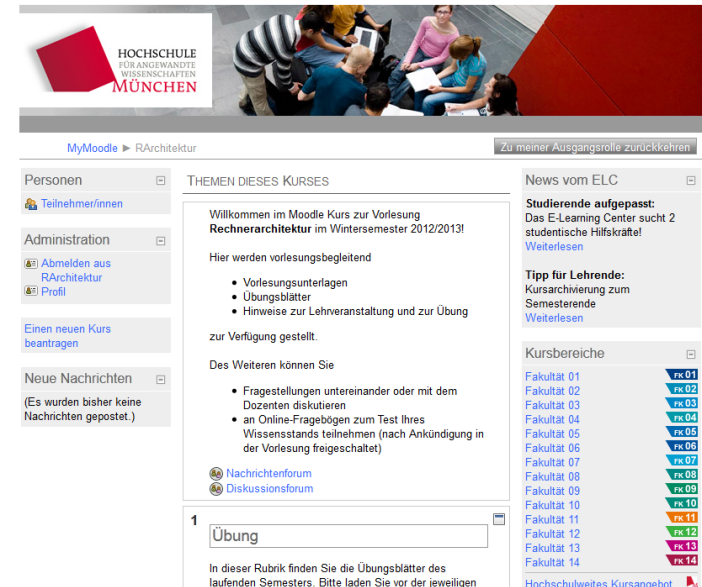 HOCHSCHULE
FÜR ANGEWANDTE
WISSENSCHAFTEN
MÜNCHEN
MyMoodle ► RArchitektur
Zu meiner Ausgangsrolle zurückkehren
Personen
Teilnehmer/innen
Administration
Abmelden aus
RArchitektur
Profil
Einen neuen Kurs
beantragen
Neue Nachrichten
(Es wurden bisher keine
Nachrichten gepostet.)
THEMEN DIESES KURSES
Willkommen im Moodle Kurs zur Vorlesung
Rechnerarchitektur im Wintersemester 2012/2013!
Hier werden vorlesungsbegleitend
• Vorlesungsunterlagen
• Übungsblätter
• Hinweise zur Lehrveranstaltung und zur Übung
zur Verfügung gestellt.
Des Weiteren können Sie
• Fragestellungen untereinander oder mit dem
Dozenten diskutieren
• an Online-Fragebögen zum Test Ihres
Wissensstands teilnehmen (nach Ankündigung in
der Vorlesung freigeschaltet)
Nachrichtenforum
Diskussionsforum
1
Übung
In dieser Rubrik finden Sie die Übungsblätter des
laufenden Semesters. Bitte laden Sie vor der jeweiligen
News vom ELC
Studierende aufgepasst:
Das E-Learning Center sucht 2
studentische Hilfskräfte!
Weiterlesen
Tipp für Lehrende:
Kursarchivierung zum
Semesterende
Weiterlesen
Kursbereiche
Fakultät 01 FK 01
Fakultät 02 FK 02
Fakultät 03 FK 03
Fakultät 04 FK 04
Fakultät 05 FK 05
Fakultät 06 FK 06
Fakultät 07 FK 07
Fakultät 08 FK 08
Fakultät 09 FK 09
Fakultät 10 FK 10
Fakultät 11 FK 11
Fakultät 12 FK 12
Fakultät 13 FK 13
Fakultät 14 FK 14
Hochschulweites Kursangebot